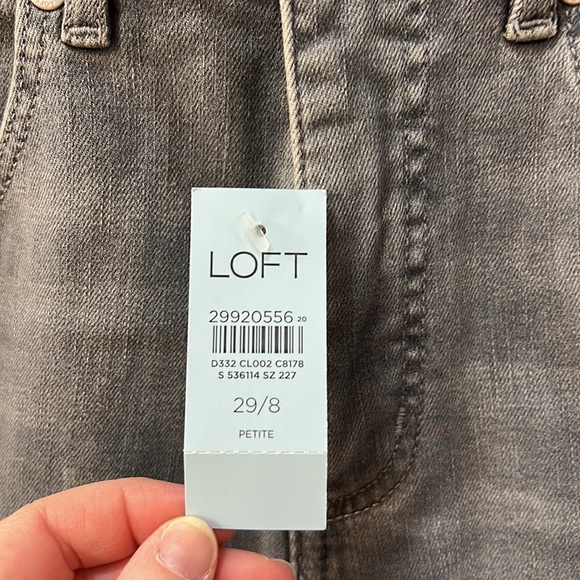 LOFT
29920556 20
D332 CL002 C8178
S 536114 SZ 227
29/8
PETITE